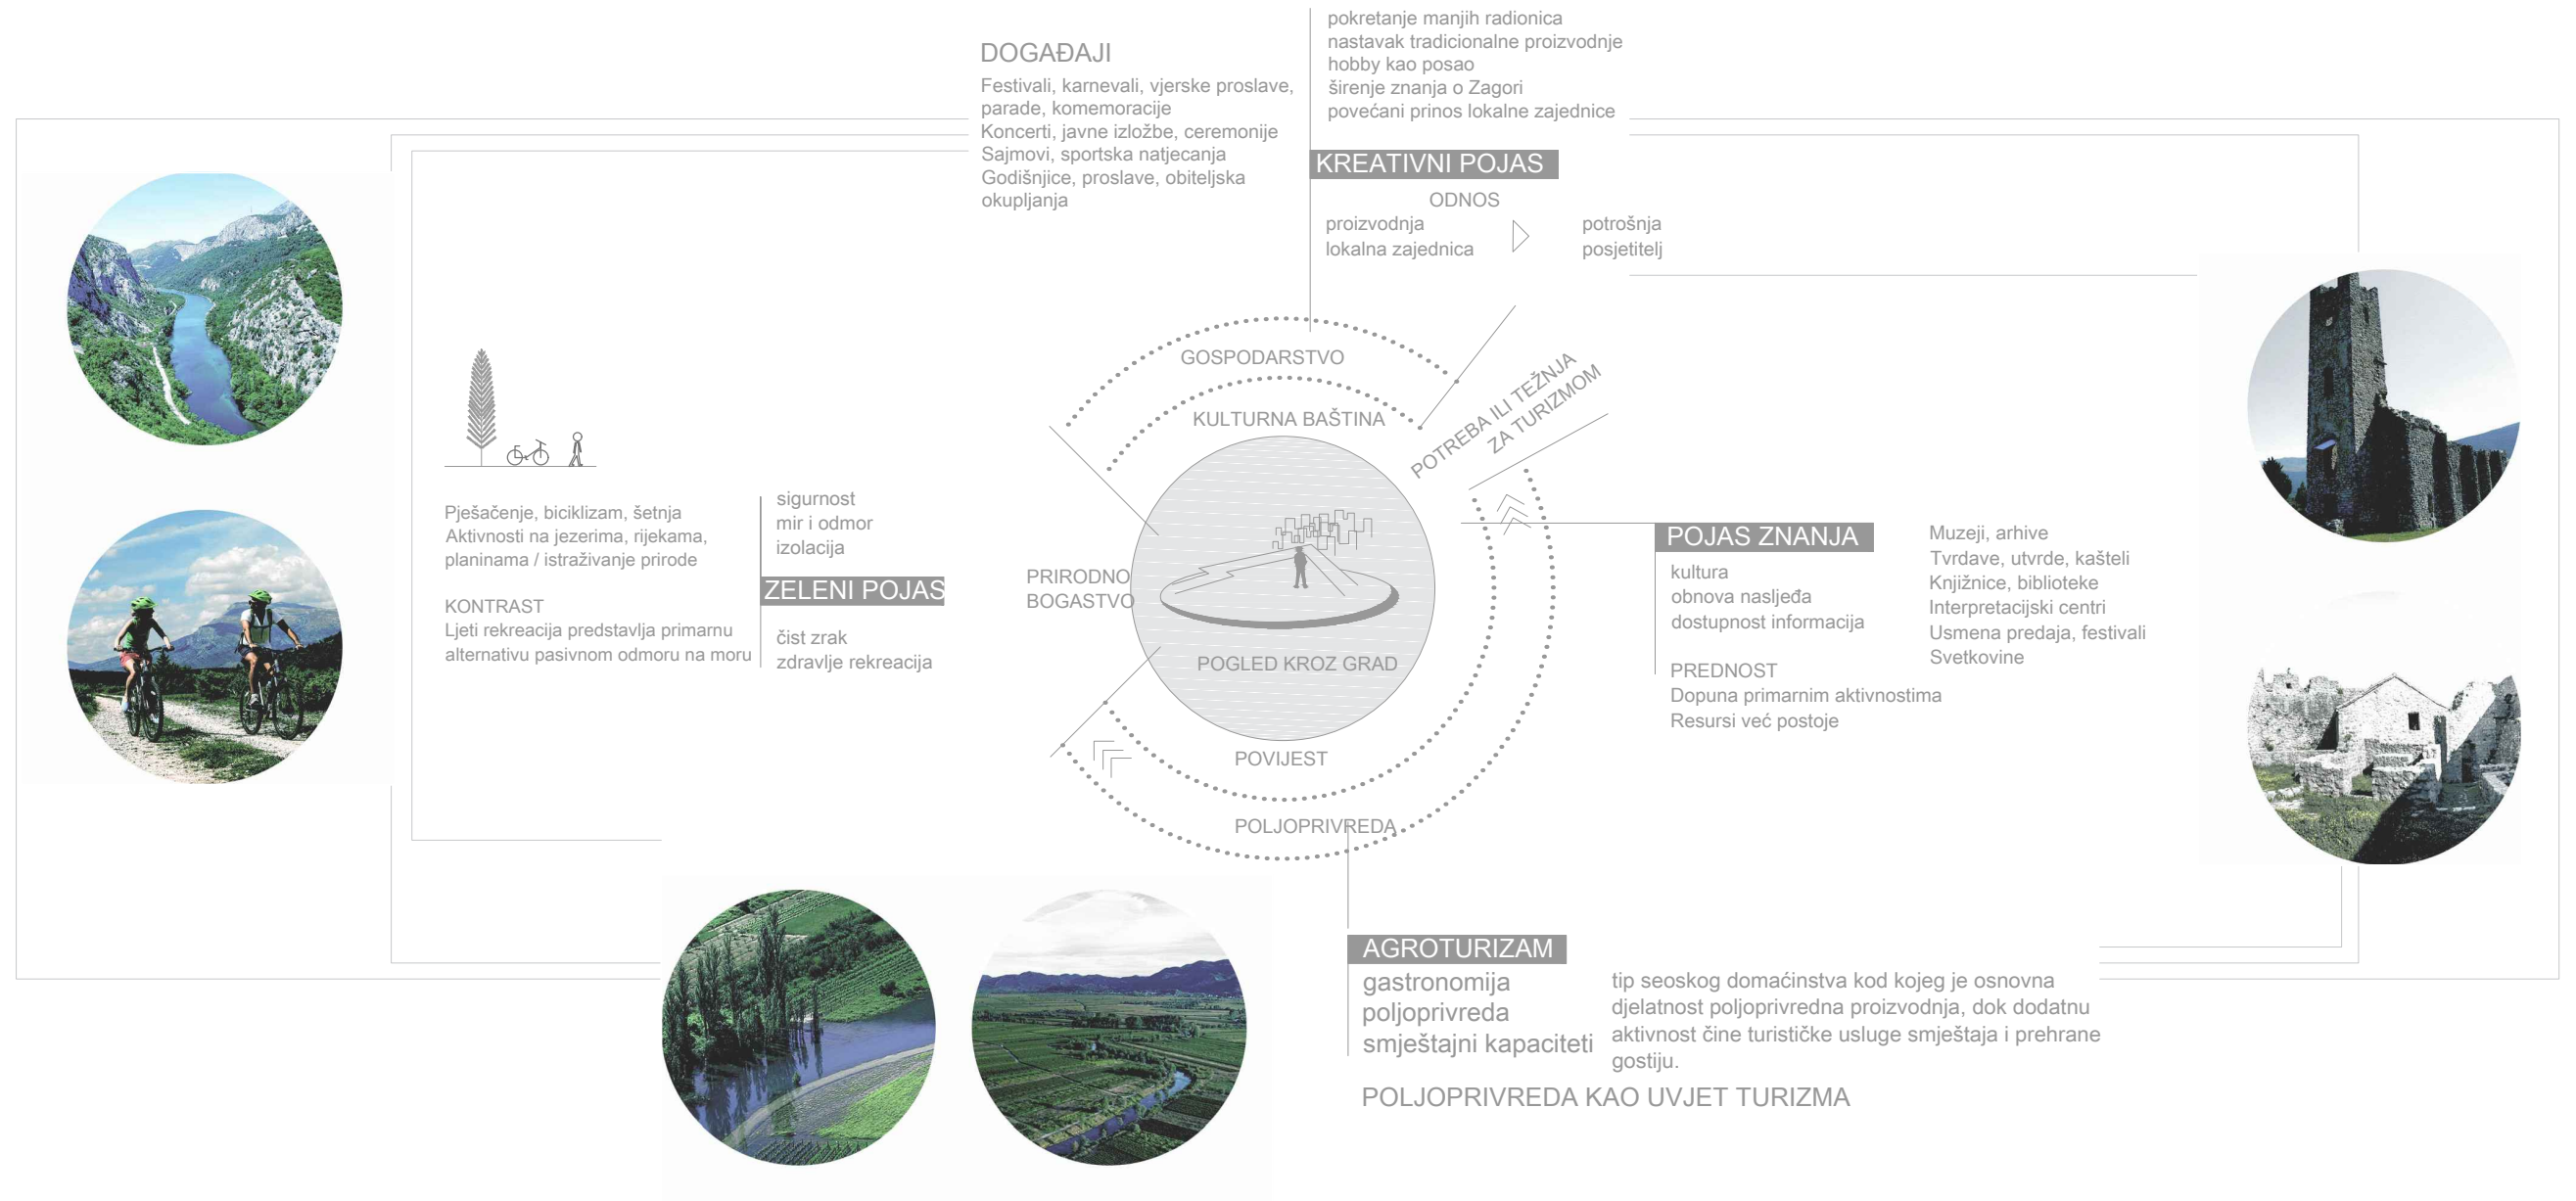 pokretanje manjih radionica
nastavak tradicionalne proizvodnje
hobby kao posao
širenje znanja o Zagori
povećani prinos lokalne zajednice
DOGAĐAJI
Festivali, karnevali, vjerske proslave,
parade, komemoracije
Koncerti, javne izložbe, ceremonije
Sajmovi, sportska natjecanja
Godišnjice, proslave, obiteljska
okupljanja
KREATIVNI POJAS
ODNOS
proizvodnja
lokalna zajednica
potrošnja
posjetitelj
GOSPODARSTVO
KULTURNA BAŠTINA
POTREBA ILI TEŽNJA
ZA TURIZMOM
Pješačenje, biciklizam, šetnja
Aktivnosti na jezerima, rijekama,
planinama / istraživanje prirode
KONTRAST
Ljeti rekreacija predstavlja primarnu
alternativu pasivnom odmoru na moru
sigurnost
mir i odmor
izolacija
ZELENI POJAS
čist zrak
zdravlje rekreacija
PRIRODNO
BOGASTVO
POGLED KROZ GRAD
POVIJEST
POLJOPRIVREDA
POJAS ZNANJA
kultura
obnova nasljeđa
dostupnost informacija
PREDNOST
Dopuna primarnim aktivnostima
Resursi već postoje
Muzeji, arhive
Tvrđave, utvrde, kašteli
Knjižnice, biblioteke
Interpretacijski centri
Usmena predaja, festivali
Svetkovine
AGROTURIZAM
gastronomija
poljoprivreda
smještajni kapaciteti
tip seoskog domaćinstva kod kojeg je osnovna
djelatnost poljoprivredna proizvodnja, dok dodatnu
aktivnost čine turističke usluge smještaja i prehrane
gostiju.
POLJOPRIVREDA KAO UVJET TURIZMA